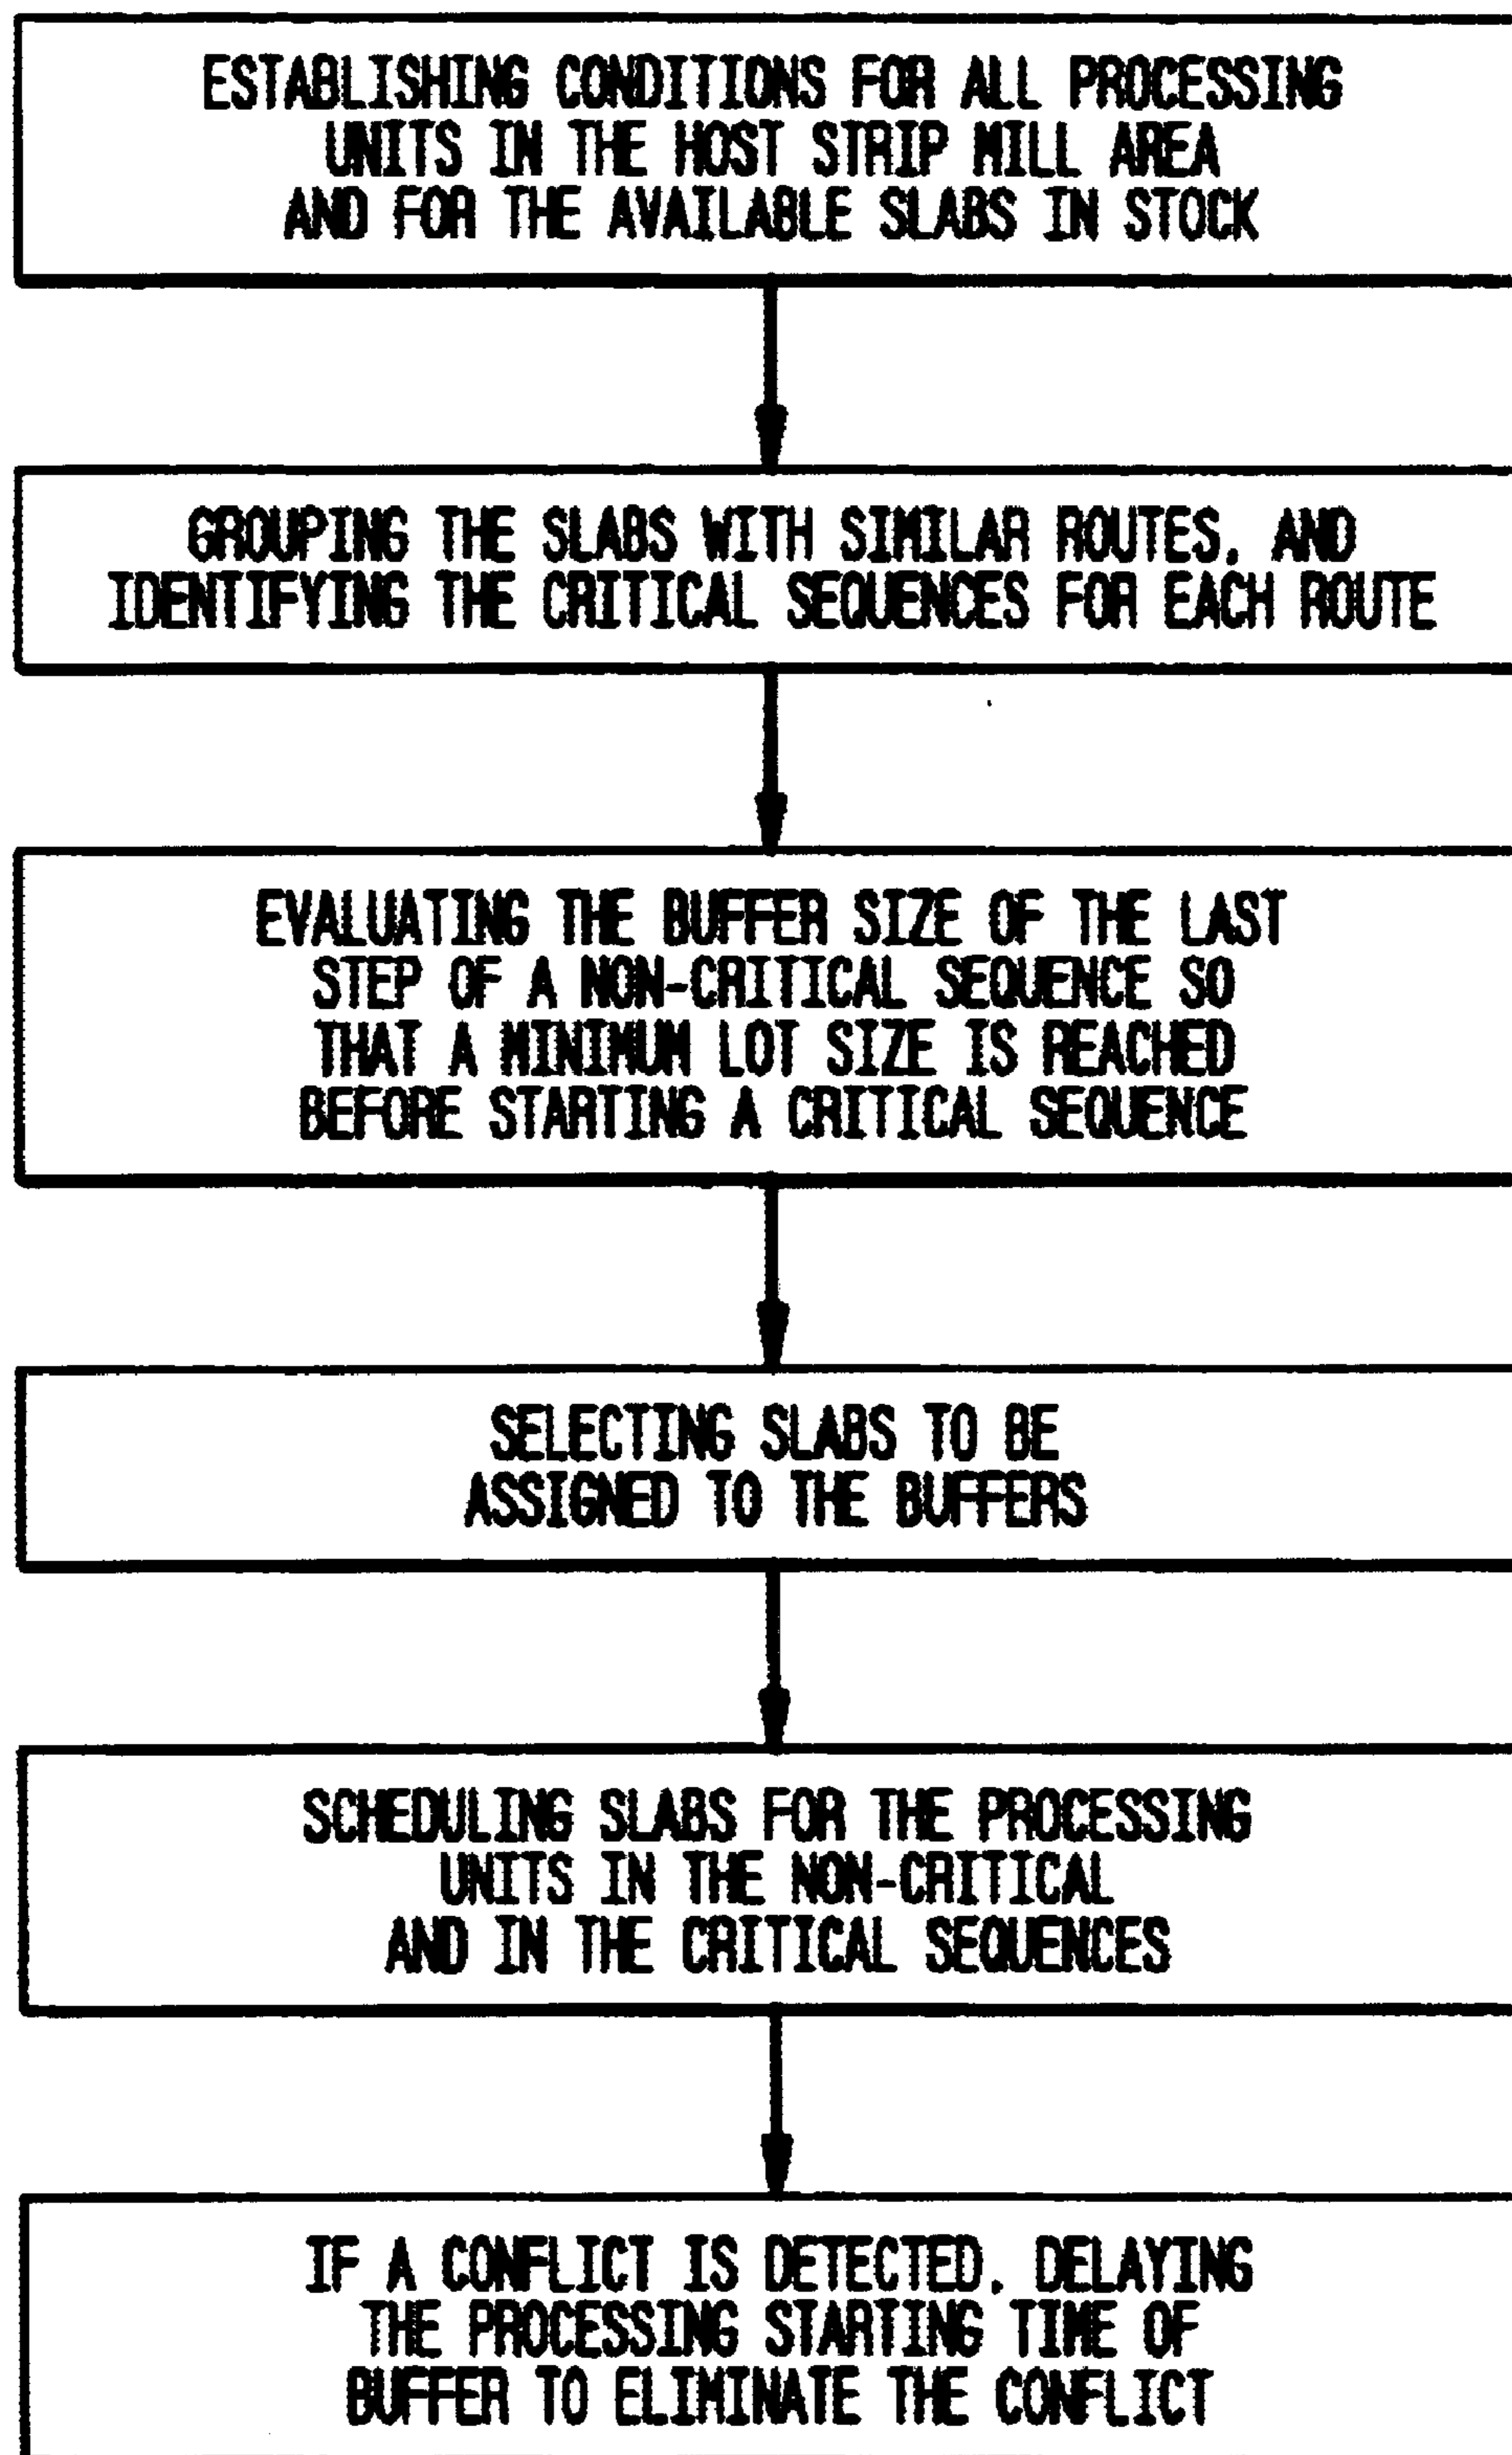 ESTABLISHING CONDITIONS FOR ALL PROCESSING
UNITS IN THE HOST STRIP MILL AREA
AND FOR THE AVAILABLE SLABS IN STOCK
GROUPING THE SLABS WITH SIMILAR ROUTES, AND
IDENTIFYING THE CRITICAL SEQUENCES FOR EACH ROUTE
EVALUATING THE BUFFER SIZE OF THE LAST
STEP OF A NON-CRITICAL SEQUENCE SO
THAT A MINIMUM LOT SIZE IS REACHED
BEFORE STARTING A CRITICAL SEQUENCE
SELECTING SLABS TO BE
ASSIGNED TO THE BUFFERS
SCHEDULING SLABS FOR THE PROCESSING
UNITS IN THE NON-CRITICAL
AND IN THE CRITICAL SEQUENCES
IF A CONFLICT IS DETECTED, DELAYING
THE PROCESSING STARTING TIME OF
BUFFER TO ELIMINATE THE CONFLICT